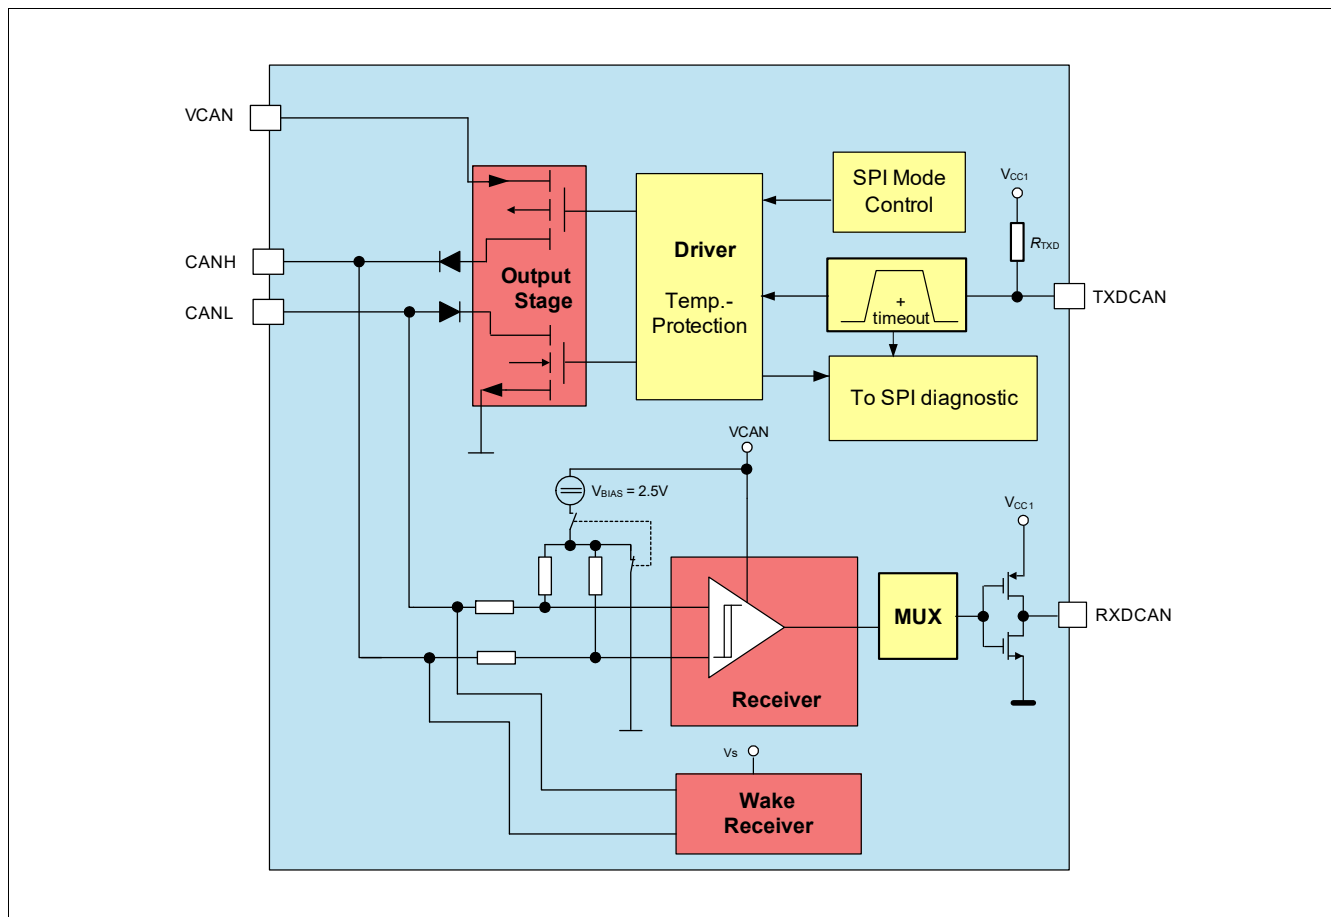 VCAN
SPI Mode
Control
VCC1
RTXD
Driver
CANH
Output
Stage
CANL
Temp.-
Protection
+
timeout
TXDCAN
To SPI diagnostic
VCAN
VBIAS = 2.5V
VCC1
MUX
RXDCAN
Receiver
Vs
Wake
Receiver